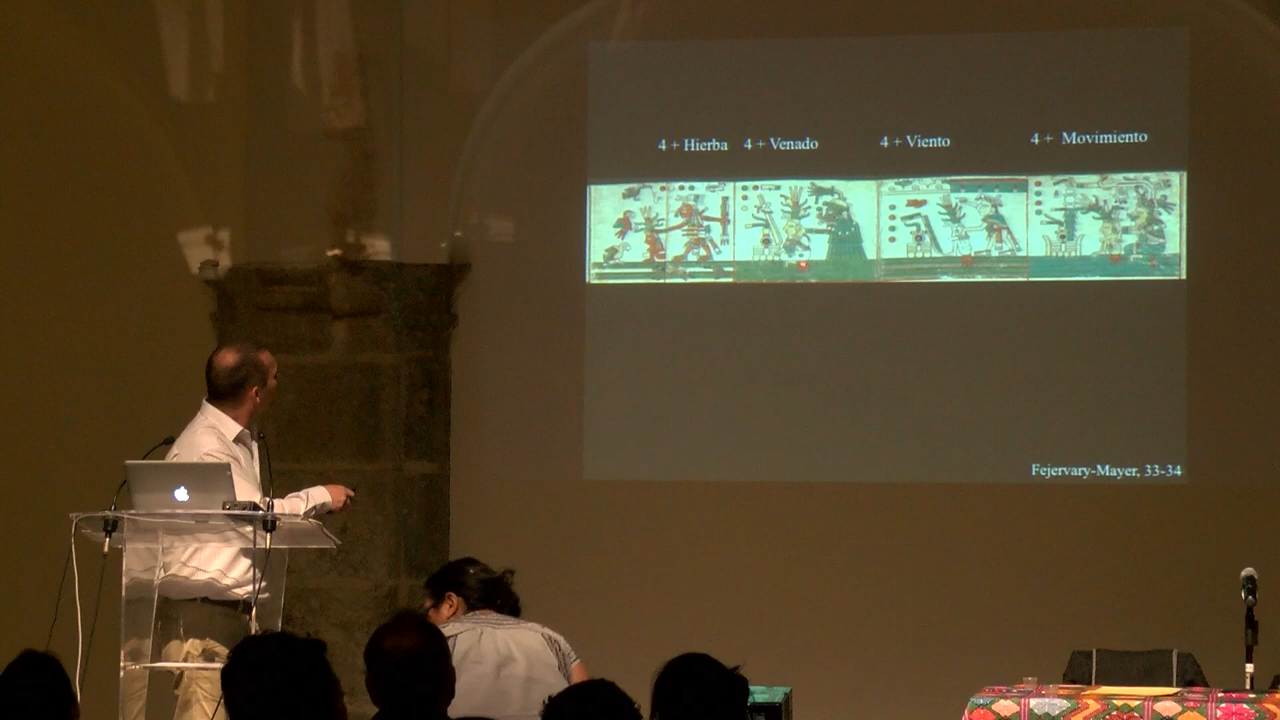 4 + Hierba 4 + Venado 4 + Viento 4 + Movimiento
Fejervary-Mayer, 33-34